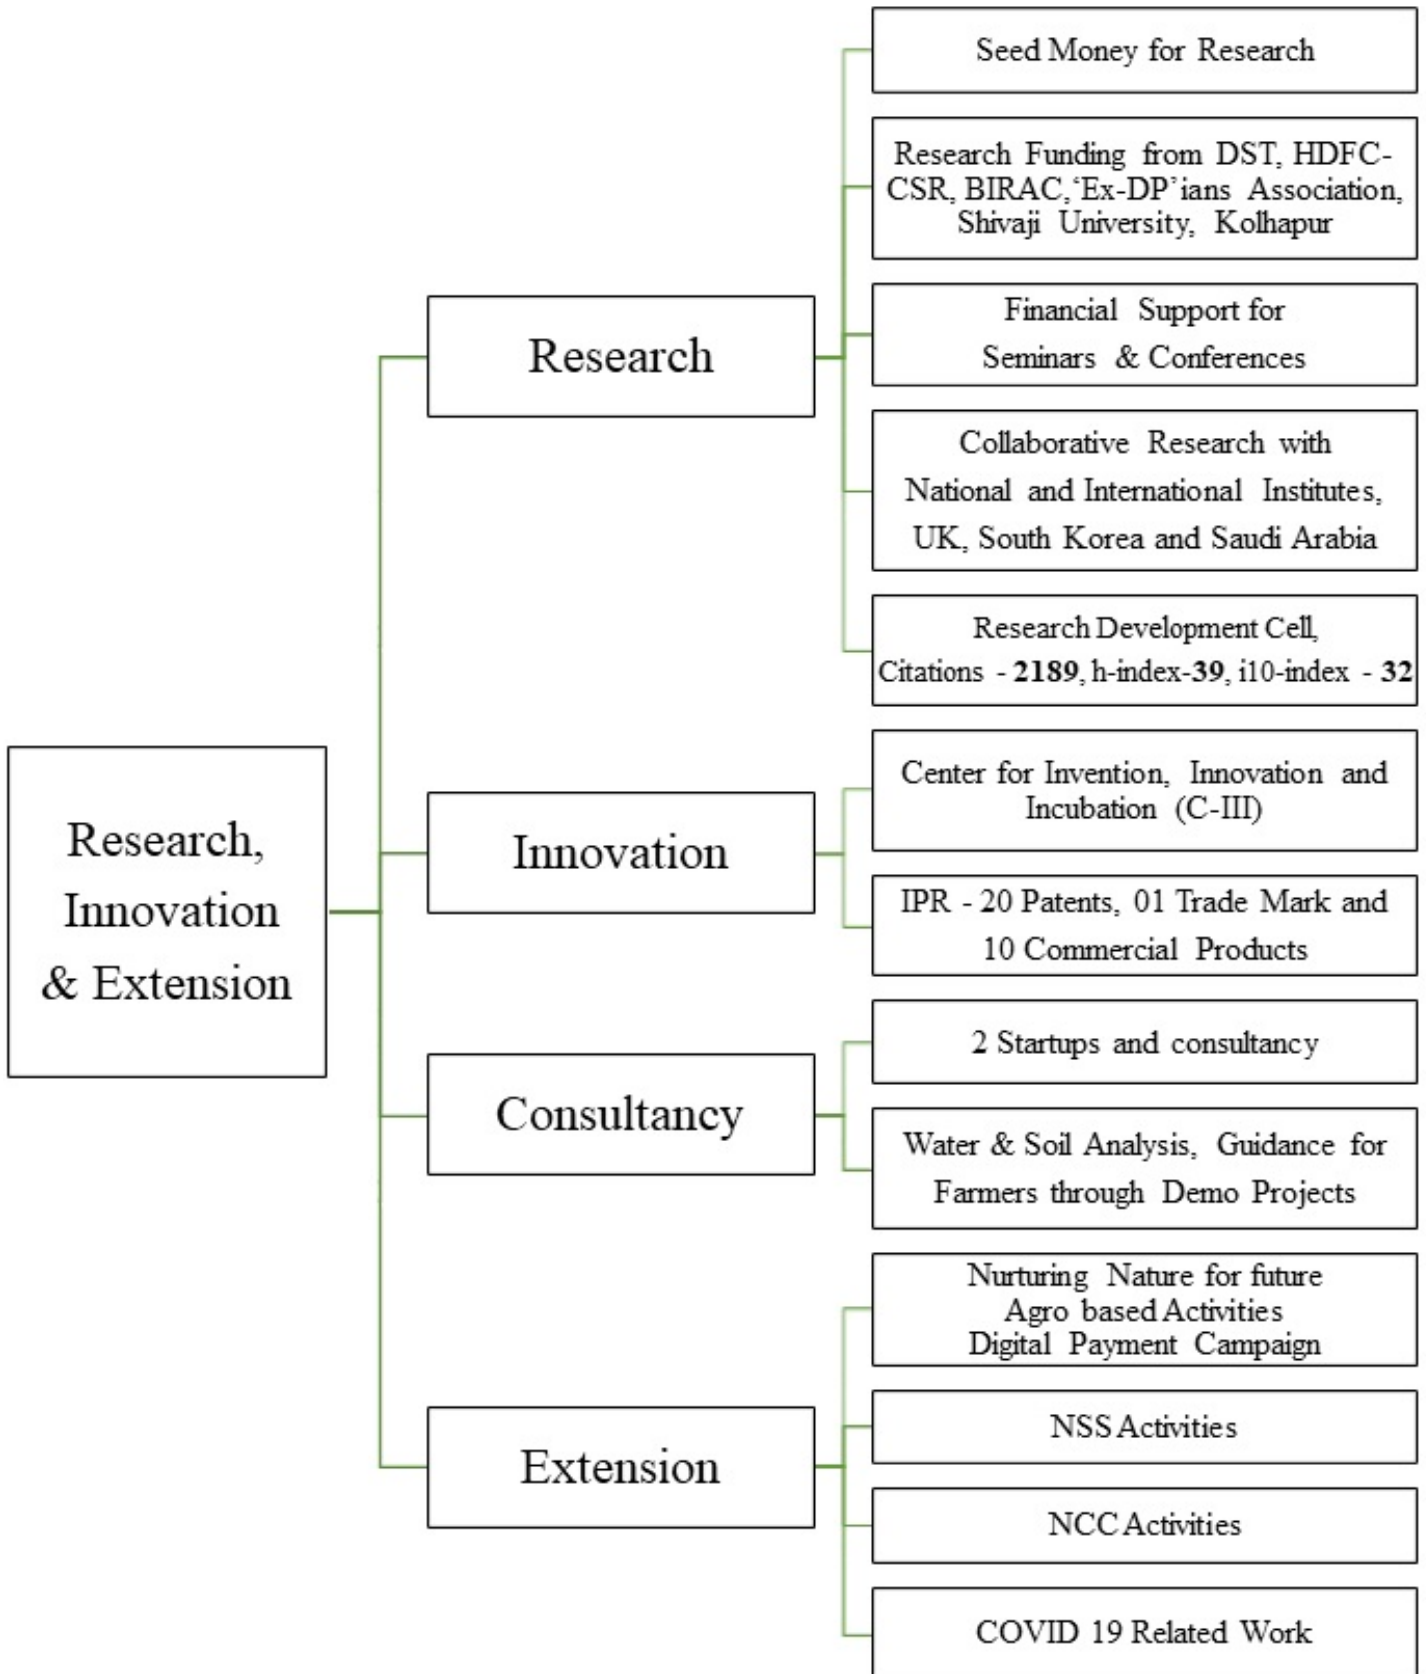 Research,
Innovation
& Extension
Research
Seed Money for Research
Research Funding from DST, HDFC-
CSR, BIRAC,‘Ex-DP’ians Association,
Shivaji University, Kolhapur
Financial Support for
Seminars & Conferences
Collaborative Research with
National and International Institutes,
UK, South Korea and Saudi Arabia
Research Development Cell,
Citations - 2189, h-index-39, i10-index - 32
Innovation
Center for Invention, Innovation and
Incubation (C-III)
IPR - 20 Patents, 01 Trade Mark and
10 Commercial Products
Consultancy
2 Startups and consultancy
Water & Soil Analysis, Guidance for
Farmers through Demo Projects
Extension
Nurturing Nature for future
Agro based Activities
Digital Payment Campaign
NSS Activities
NCC Activities
COVID 19 Related Work